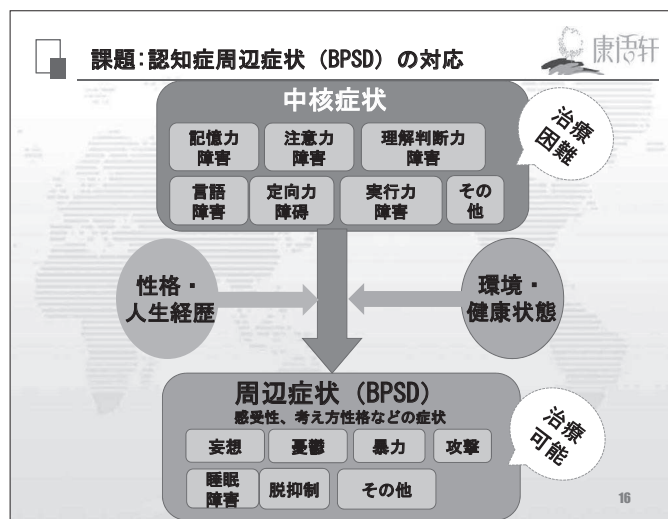 課題:認知症周辺症状（BPSD）の対応
康語轩
中核症状
治療
困難
記憶力
障害
注意力
障害
理解判断力
障害
言語
障害
定向力
障碍
実行力
障害
その
他
性格・
人生経歴
環境・
健康状態
周辺症状（BPSD）
感受性、考え方性格などの症状
治療
可能
妄想
憂鬱
暴力
攻撃
睡眠
障害
脱抑制
その他
16